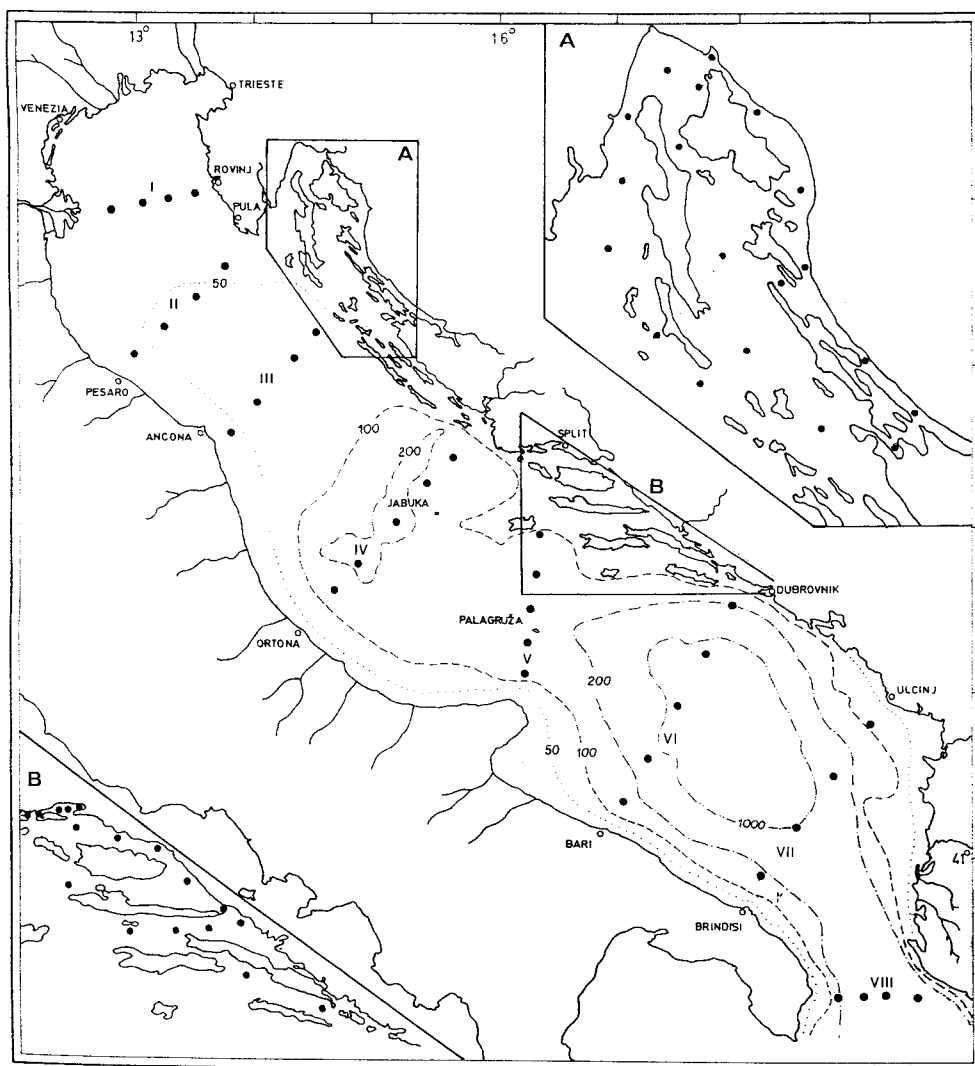 13°
16°
A
TRIESTE
VENEZIA
A
ROVINJ
I
PULA
50
II
III
PESARO
ANCONA
100
SPLIT
200
B
JABUKA
IV
DUBROVNIK
PALAGRUŽA
ORTONA
V
200
ULCINJ
VI
50
100
B
1000
BARI
VII
41°
BRINDISI
VIII